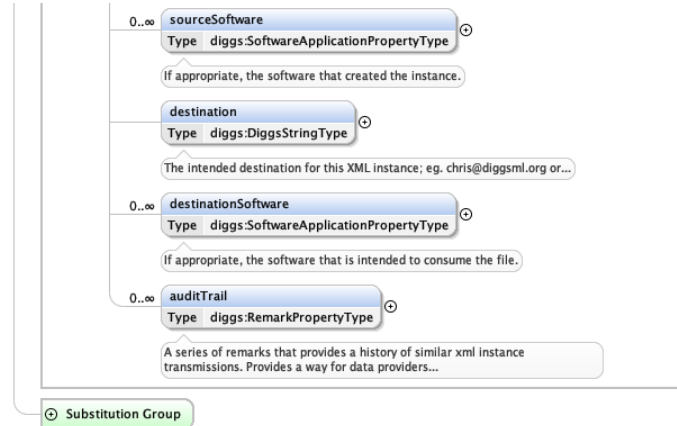 0..∞ sourceSoftware
Type diggs:SoftwareApplicationPropertyType
If appropriate, the software that created the instance.
destination
Type diggs:DiggsStringType
The intended destination for this XML instance; eg. chris@diggsml.org or...
0..∞ destinationSoftware
Type diggs:SoftwareApplicationPropertyType
If appropriate, the software that is intended to consume the file.
0..∞ auditTrail
Type diggs:RemarkPropertyType
A series of remarks that provides a history of similar xml instance
transmissions. Provides a way for data providers...
Substitution Group